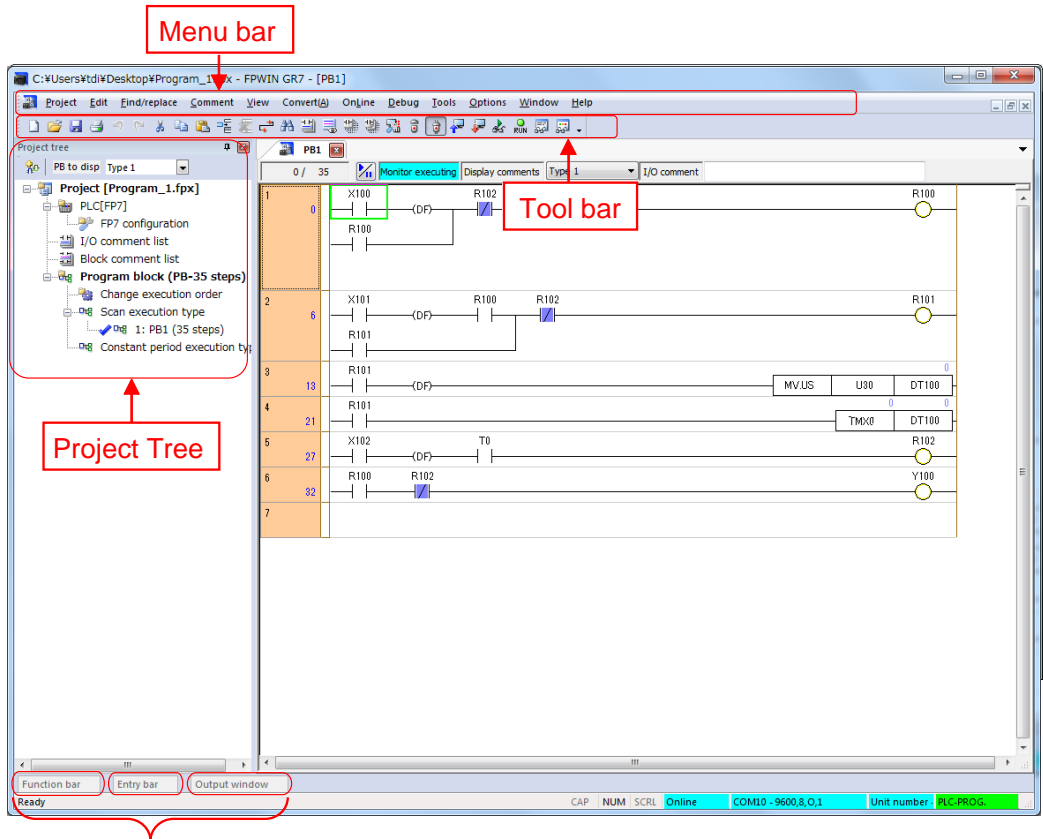 Menu bar
C:¥Users¥tdi¥Desktop¥Program_1.fpx - FPWIN GR7 - [PB1]
Project Edit Find/replace Comment View Convert(A) OnLine Debug Tools Options Window Help
RUN
Project tree
PB1
PB to disp Type 1
0 / 35 Monitor executing Display comments Type 1 I/O comment
Tool bar
Project [Program_1.fpx]
PLC[FP7]
FP7 configuration
I/O comment list
Block comment list
Program block (PB-35 steps)
Change execution order
Scan execution type
1: PB1 (35 steps)
Constant period execution typ
Project Tree
1 X100 R102 R100
0 (DF)
R100
2 X101 R100 R102 R101
6 (DF)
R101
3 R101 0
13 (DF) MV.US U30 DT100
4 R101 0 0
21 TMX0 DT100
5 X102 T0 R102
27 (DF)
6 R100 R102 Y100
32
7
Function bar Entry bar Output window
Ready CAP NUM SCRL Online COM10 - 9600,8,O,1 Unit number - PLC-PROG.